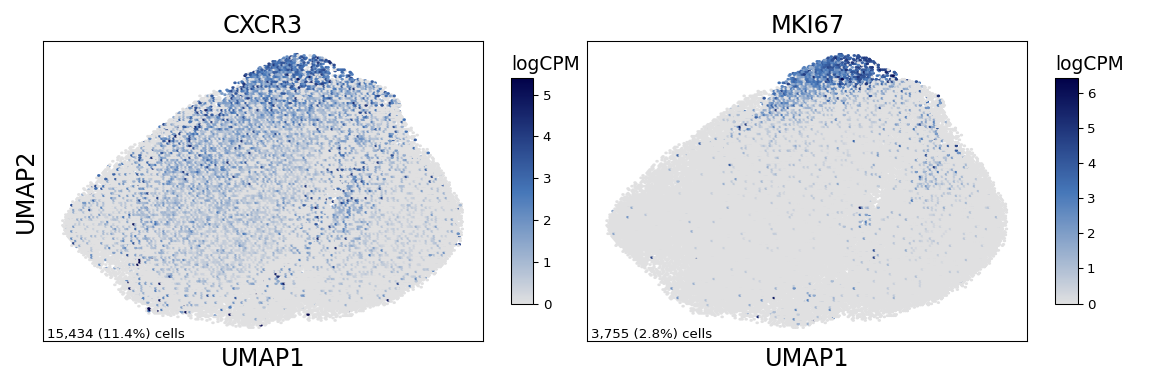 CXCR3
MKI67
logCPM
5
4
3
2
1
0
logCPM
6
5
4
3
2
1
0
UMAP2
15,434 (11.4%) cells
3,755 (2.8%) cells
UMAP1
UMAP1